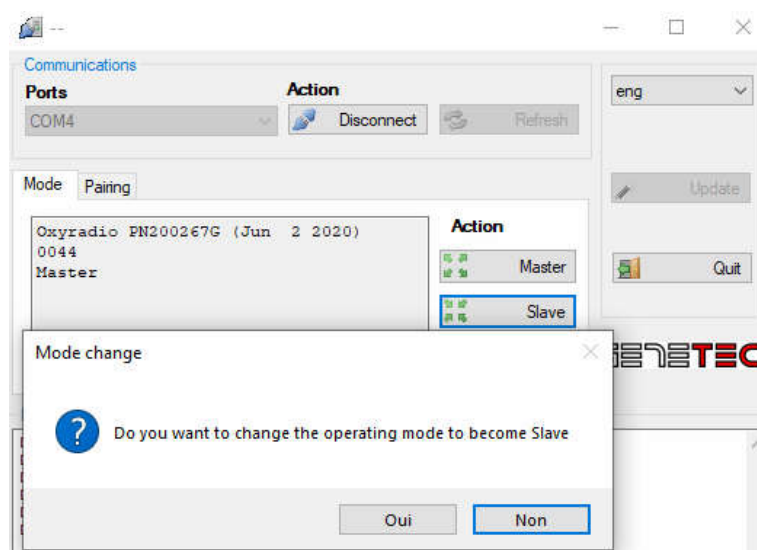 --
Communications
Ports
Action
COM4
Disconnect
Refresh
eng
Mode
Pairing
Update
Oxyradio PN200267G (Jun  2 2020)
0044
Master
Action
Master
Quit
Slave
Mode change
Do you want to change the operating mode to become Slave
Oui
Non